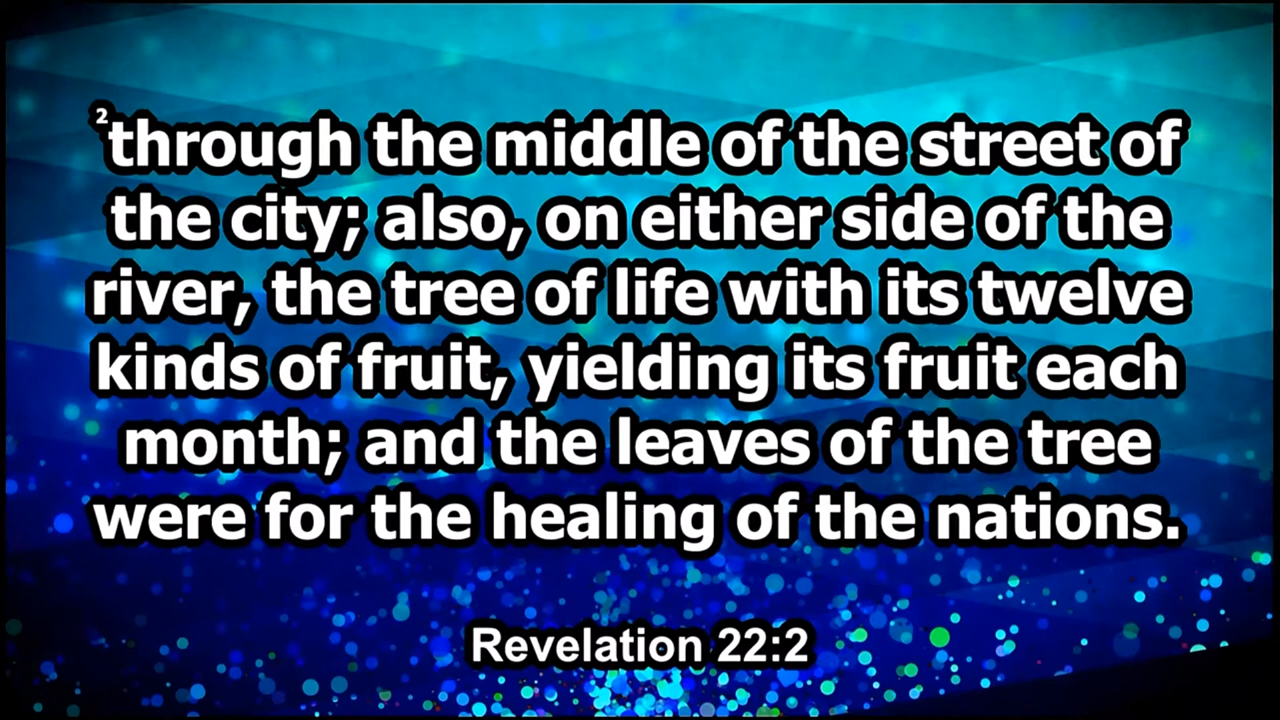 ²through the middle of the street of
the city; also, on either side of the
river, the tree of life with its twelve
kinds of fruit, yielding its fruit each
month; and the leaves of the tree
were for the healing of the nations.
Revelation 22:2